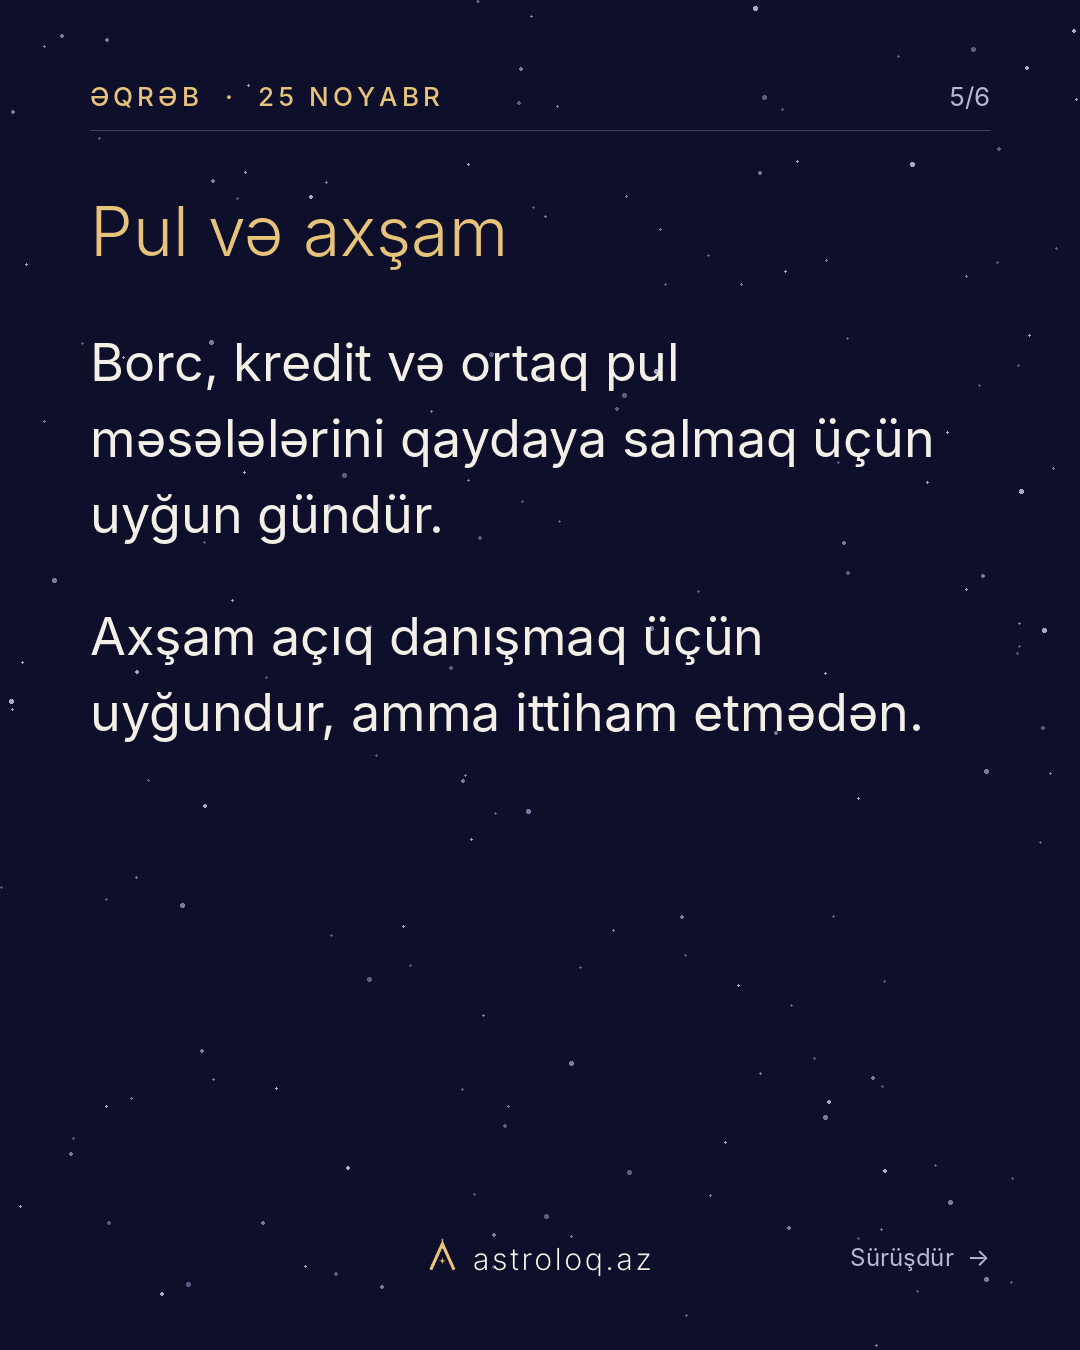 ƏQRƏB · 25 NOYABR
5/6
Pul və axşam
Borc, kredit və ortaq pul
məsələlərini qaydaya salmaq üçün
uyğun gündür.
Axşam açıq danışmaq üçün
uyğundur, amma ittiham etmədən.
astroloq.az
Sürüşdür →